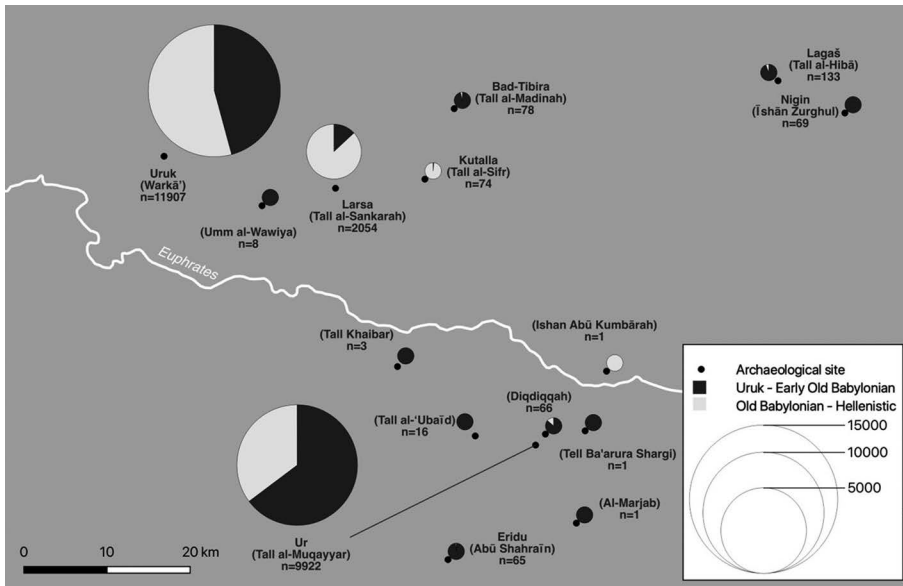 Lagaš
(Tall al-Hibā)
n=133
Bad-Tibira
(Tall al-Madinah)
n=78
Nigin
(Īshān Zurghul)
n=69
Uruk
(Warkā’)
n=11907
Kutalla
(Tall al-Sifr)
n=74
Larsa
(Tall al-Sankarah)
n=2054
(Umm al-Wawiya)
n=8
Euphrates
(Tall Khaibar)
n=3
(Ishan Abū Kumbārah)
n=1
(Diqdiqqah)
n=66
(Tall al-‘Ubaīd)
n=16
(Tell Ba'arura Shargi)
n=1
(Al-Marjab)
n=1
Ur
(Tall al-Muqayyar)
n=9922
Eridu
(Abū Shahraīn)
n=65
0 10 20 km
Archaeological site
Uruk - Early Old Babylonian
Old Babylonian - Hellenistic
15000
10000
5000